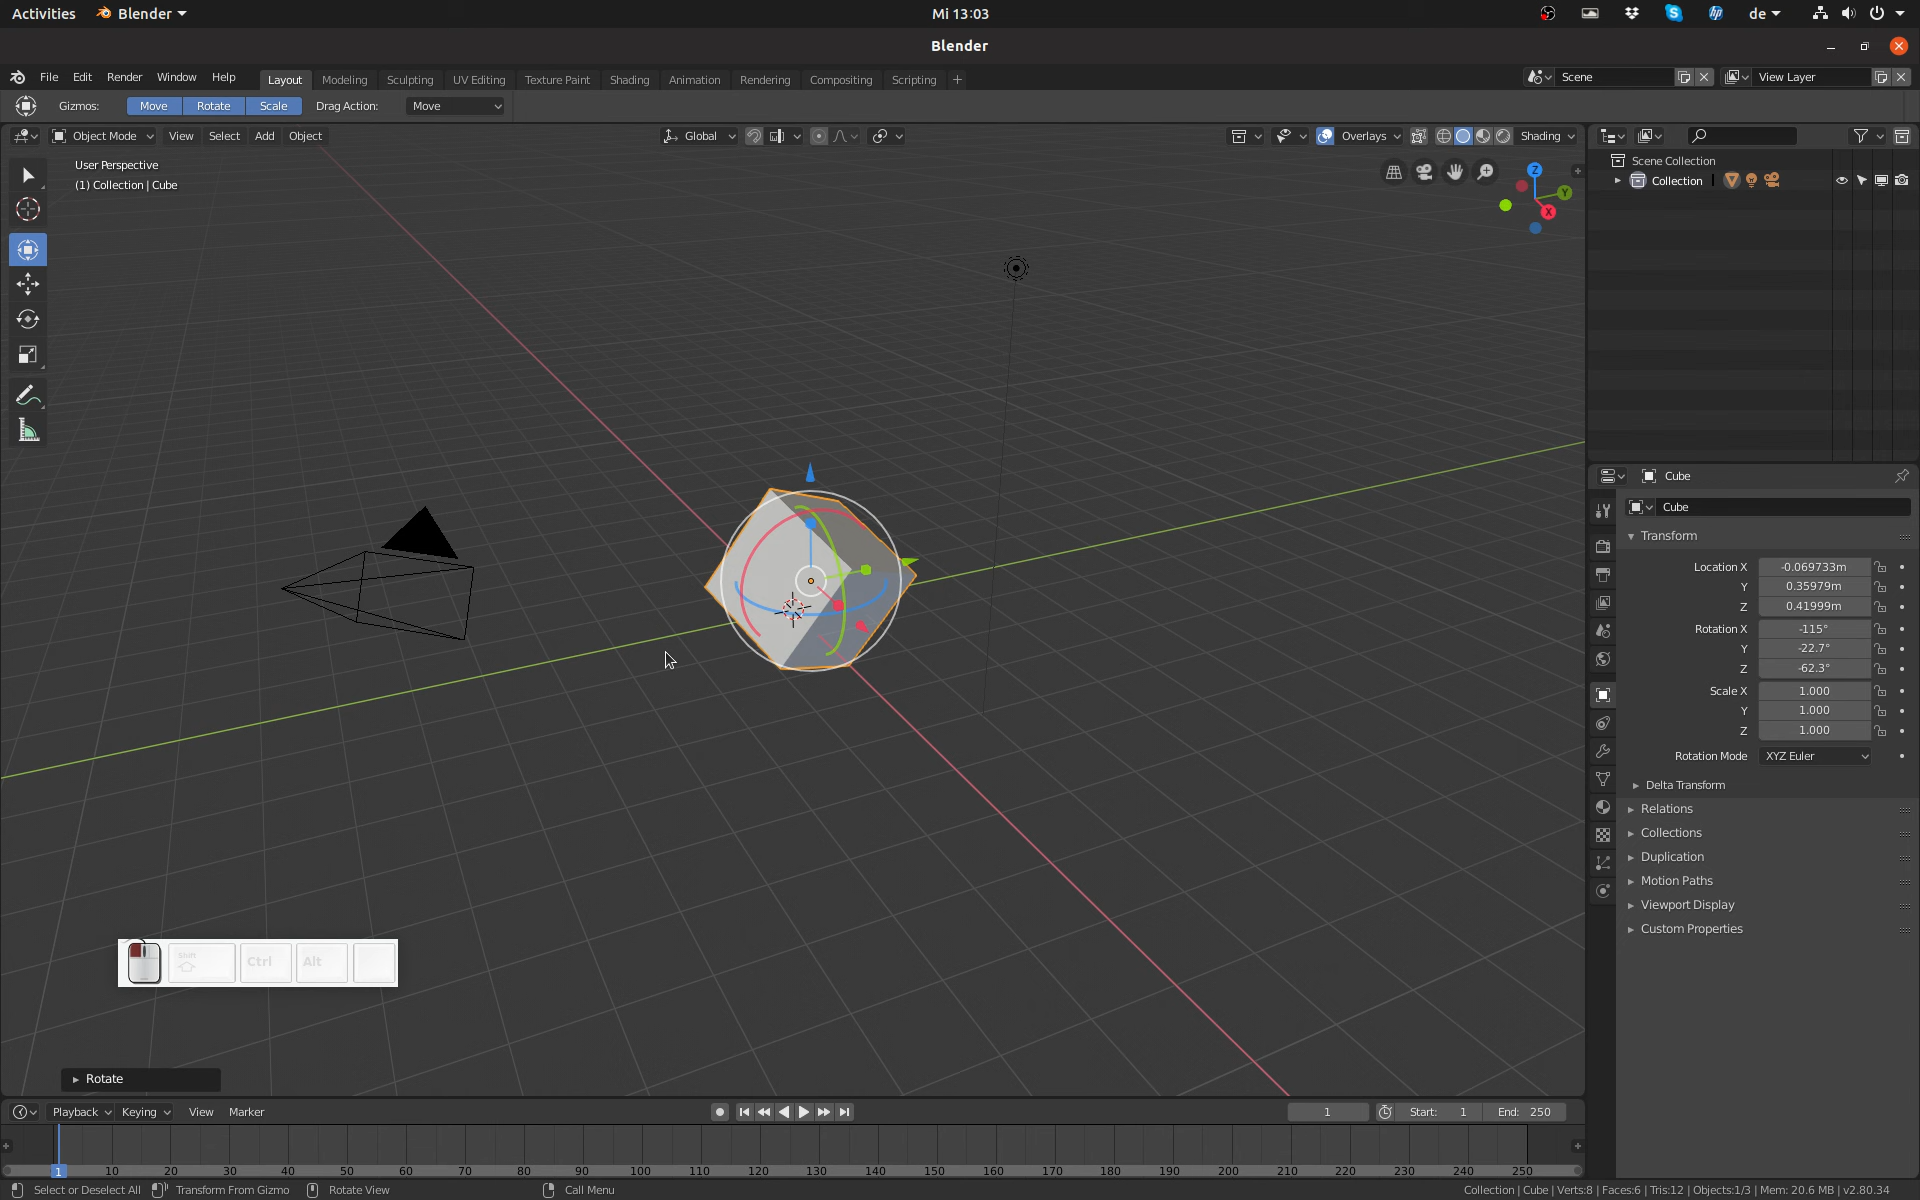 Activities Blender Mi 13:03 de
Blender
File Edit Render Window Help Layout Modeling Sculpting UV Editing Texture Paint Shading Animation Rendering Compositing Scripting + Scene View Layer
Gizmos: Move Rotate Scale Drag Action: Move
Object Mode View Select Add Object Global Overlays Shading
User Perspective
(1) Collection | Cube
Z
Y
X
Scene Collection
Collection
Cube
Cube
Transform
Location X -0.069733m
Y 0.35979m
Z 0.41999m
Rotation X -115°
Y -22.7°
Z -62.3°
Scale X 1.000
Y 1.000
Z 1.000
Rotation Mode XYZ Euler
Delta Transform
Relations
Collections
Duplication
Motion Paths
Viewport Display
Custom Properties
Shift Ctrl Alt
Rotate
Playback Keying View Marker 1 Start: 1 End: 250
1 10 20 30 40 50 60 70 80 90 100 110 120 130 140 150 160 170 180 190 200 210 220 230 240 250
Select or Deselect All Transform From Gizmo Rotate View Call Menu Collection | Cube | Verts:8 | Faces:6 | Tris:12 | Objects:1/3 | Mem: 20.6 MB | v2.80.34